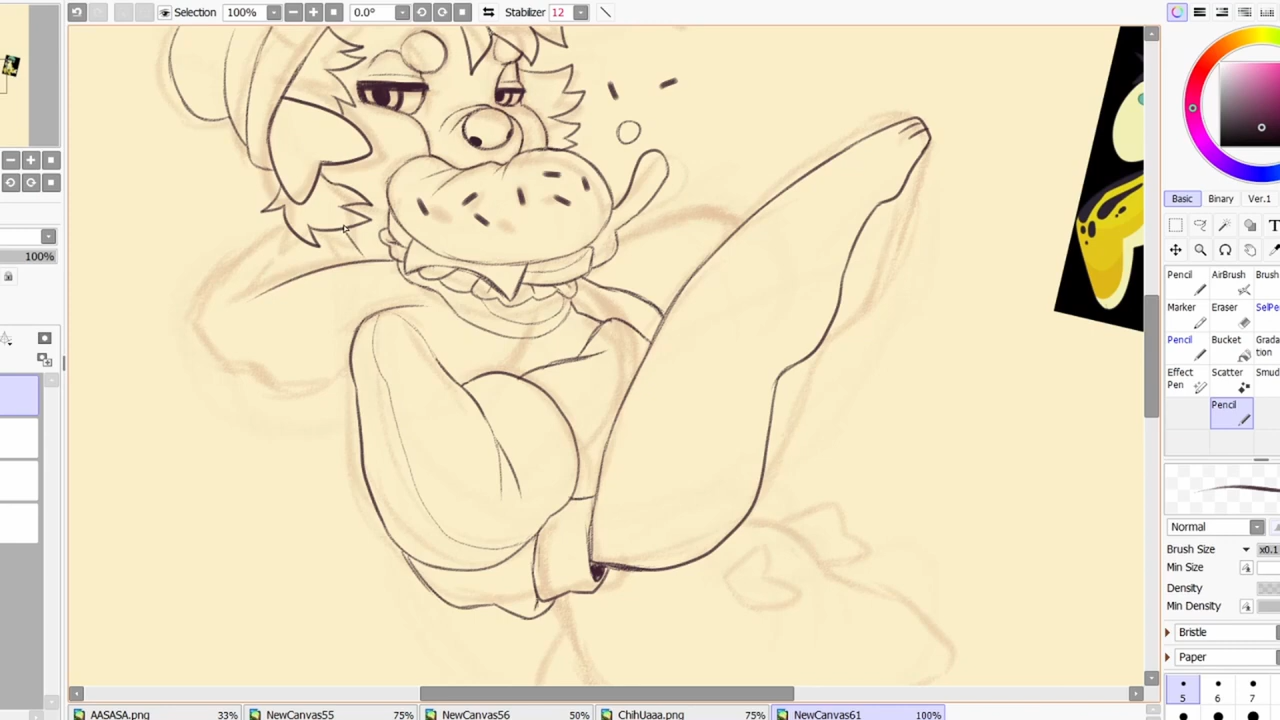 Selection 100% 0.0° Stabilizer 12
100%
Basic Binary Ver.1
T
Pencil AirBrush Brush
Marker Eraser SelPe
Pencil Bucket Grada
tion
Effect Scatter Smud
Pen
Pencil
Normal
Brush Size x0.1
Min Size
Density
Min Density
Bristle
Paper
5 6 7
AASASA.png 33% NewCanvas55 75% NewCanvas56 50% ChihUaaa.png 75% NewCanvas61 100%